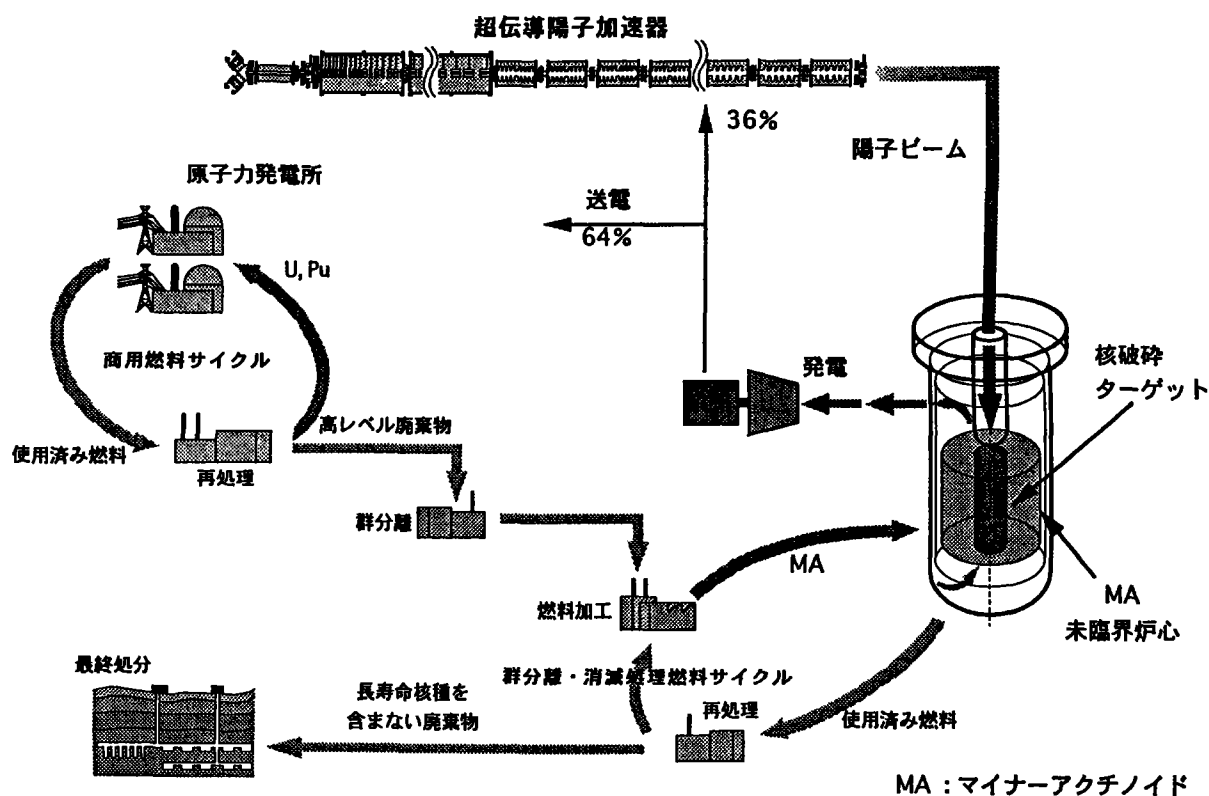 超伝導陽子加速器
36%
陽子ビーム
原子力発電所
送電
64%
U, Pu
商用燃料サイクル
発電
核破砕
ターゲット
高レベル廃棄物
使用済み燃料
再処理
群分離
MA
燃料加工
MA
未臨界炉心
最終処分
群分離・消滅処理燃料サイクル
長寿命核種を
含まない廃棄物
再処理
使用済み燃料
MA：マイナーアクチノイド